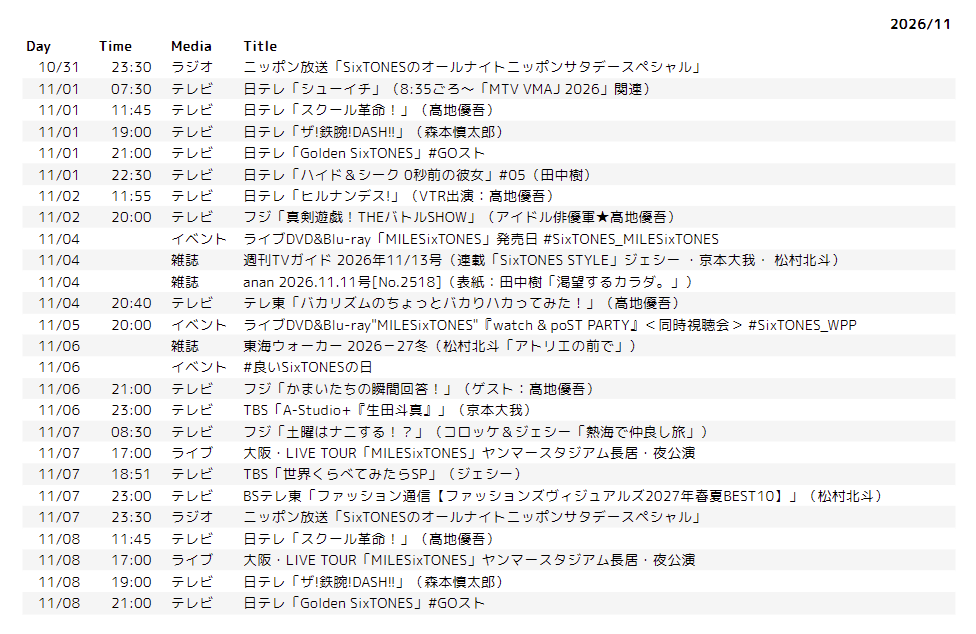 2026/11
Day Time Media Title
10/31 23:30 ラジオ ニッポン放送「SixTONESのオールナイトニッポンサタデースペシャル」
11/01 07:30 テレビ 日テレ「シューイチ」（8:35ごろ～「MTV VMAJ 2026」関連）
11/01 11:45 テレビ 日テレ「スクール革命！」（髙地優吾）
11/01 19:00 テレビ 日テレ「ザ!鉄腕!DASH!!」（森本慎太郎）
11/01 21:00 テレビ 日テレ「Golden SixTONES」#GOスト
11/01 22:30 テレビ 日テレ「ハイド＆シーク 0秒前の彼女」#05（田中樹）
11/02 11:55 テレビ 日テレ「ヒルナンデス!」（VTR出演：髙地優吾）
11/02 20:00 テレビ フジ「真剣遊戯！THEバトルSHOW」（アイドル俳優軍★髙地優吾）
11/04 イベント ライブDVD&Blu-ray「MILESixTONES」発売日 #SixTONES_MILESixTONES
11/04 雑誌 週刊TVガイド 2026年11/13号（連載「SixTONES STYLE」ジェシー ・京本大我・ 松村北斗）
11/04 雑誌 anan 2026.11.11号[No.2518]（表紙：田中樹「渇望するカラダ。」）
11/04 20:40 テレビ テレ東「バカリズムのちょっとバカりハカってみた！」（髙地優吾）
11/05 20:00 イベント ライブDVD&Blu-ray"MILESixTONES"『watch & poST PARTY』＜同時視聴会＞ #SixTONES_WPP
11/06 雑誌 東海ウォーカー 2026－27冬（松村北斗「アトリエの前で」）
11/06 イベント #良いSixTONESの日
11/06 21:00 テレビ フジ「かまいたちの瞬間回答！」（ゲスト：髙地優吾）
11/06 23:00 テレビ TBS「A-Studio+『生田斗真』」（京本大我）
11/07 08:30 テレビ フジ「土曜はナニする！？」（コロッケ＆ジェシー「熱海で仲良し旅」）
11/07 17:00 ライブ 大阪・LIVE TOUR「MILESixTONES」ヤンマースタジアム長居・夜公演
11/07 18:51 テレビ TBS「世界くらべてみたらSP」（ジェシー）
11/07 23:00 テレビ BSテレ東「ファッション通信【ファッションズヴィジュアルズ2027年春夏BEST10】」（松村北斗）
11/07 23:30 ラジオ ニッポン放送「SixTONESのオールナイトニッポンサタデースペシャル」
11/08 11:45 テレビ 日テレ「スクール革命！」（髙地優吾）
11/08 17:00 ライブ 大阪・LIVE TOUR「MILESixTONES」ヤンマースタジアム長居・夜公演
11/08 19:00 テレビ 日テレ「ザ!鉄腕!DASH!!」（森本慎太郎）
11/08 21:00 テレビ 日テレ「Golden SixTONES」#GOスト